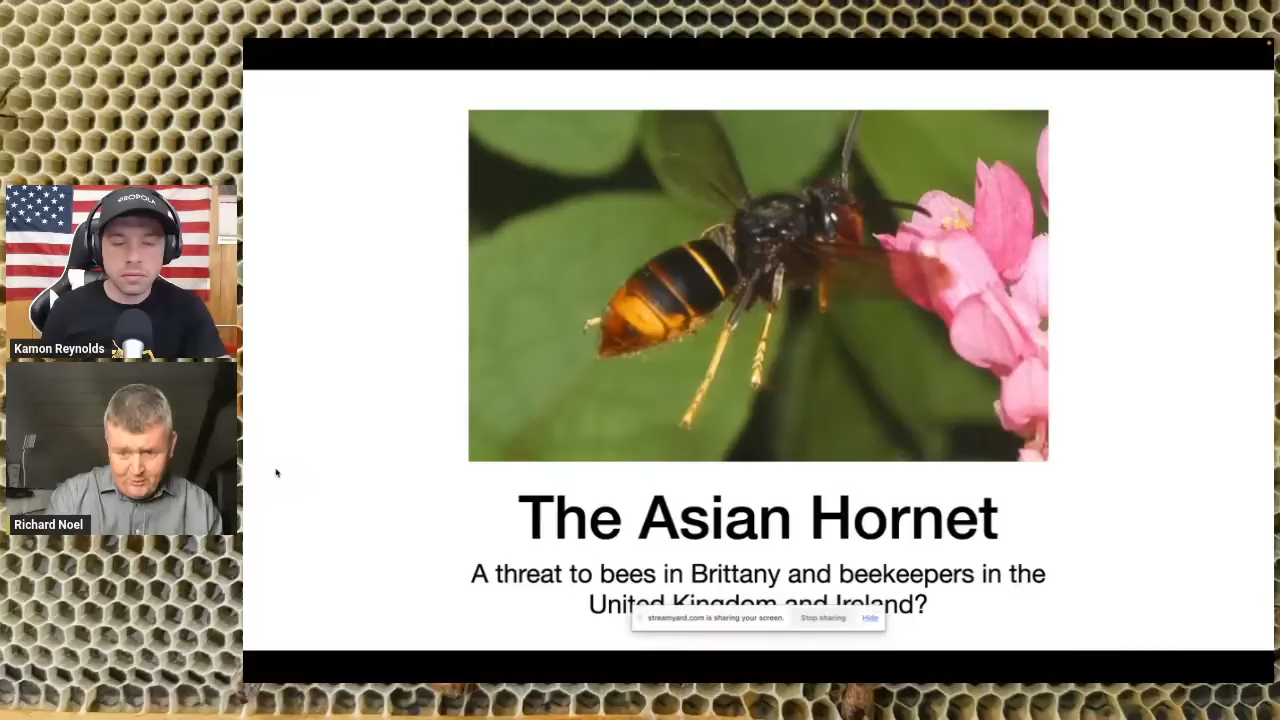 PROPOLI
Kamon Reynolds
Richard Noel
The Asian Hornet
A threat to bees in Brittany and beekeepers in the
United Kingdom and Ireland?
streamyard.com is sharing your screen. Stop sharing Hide